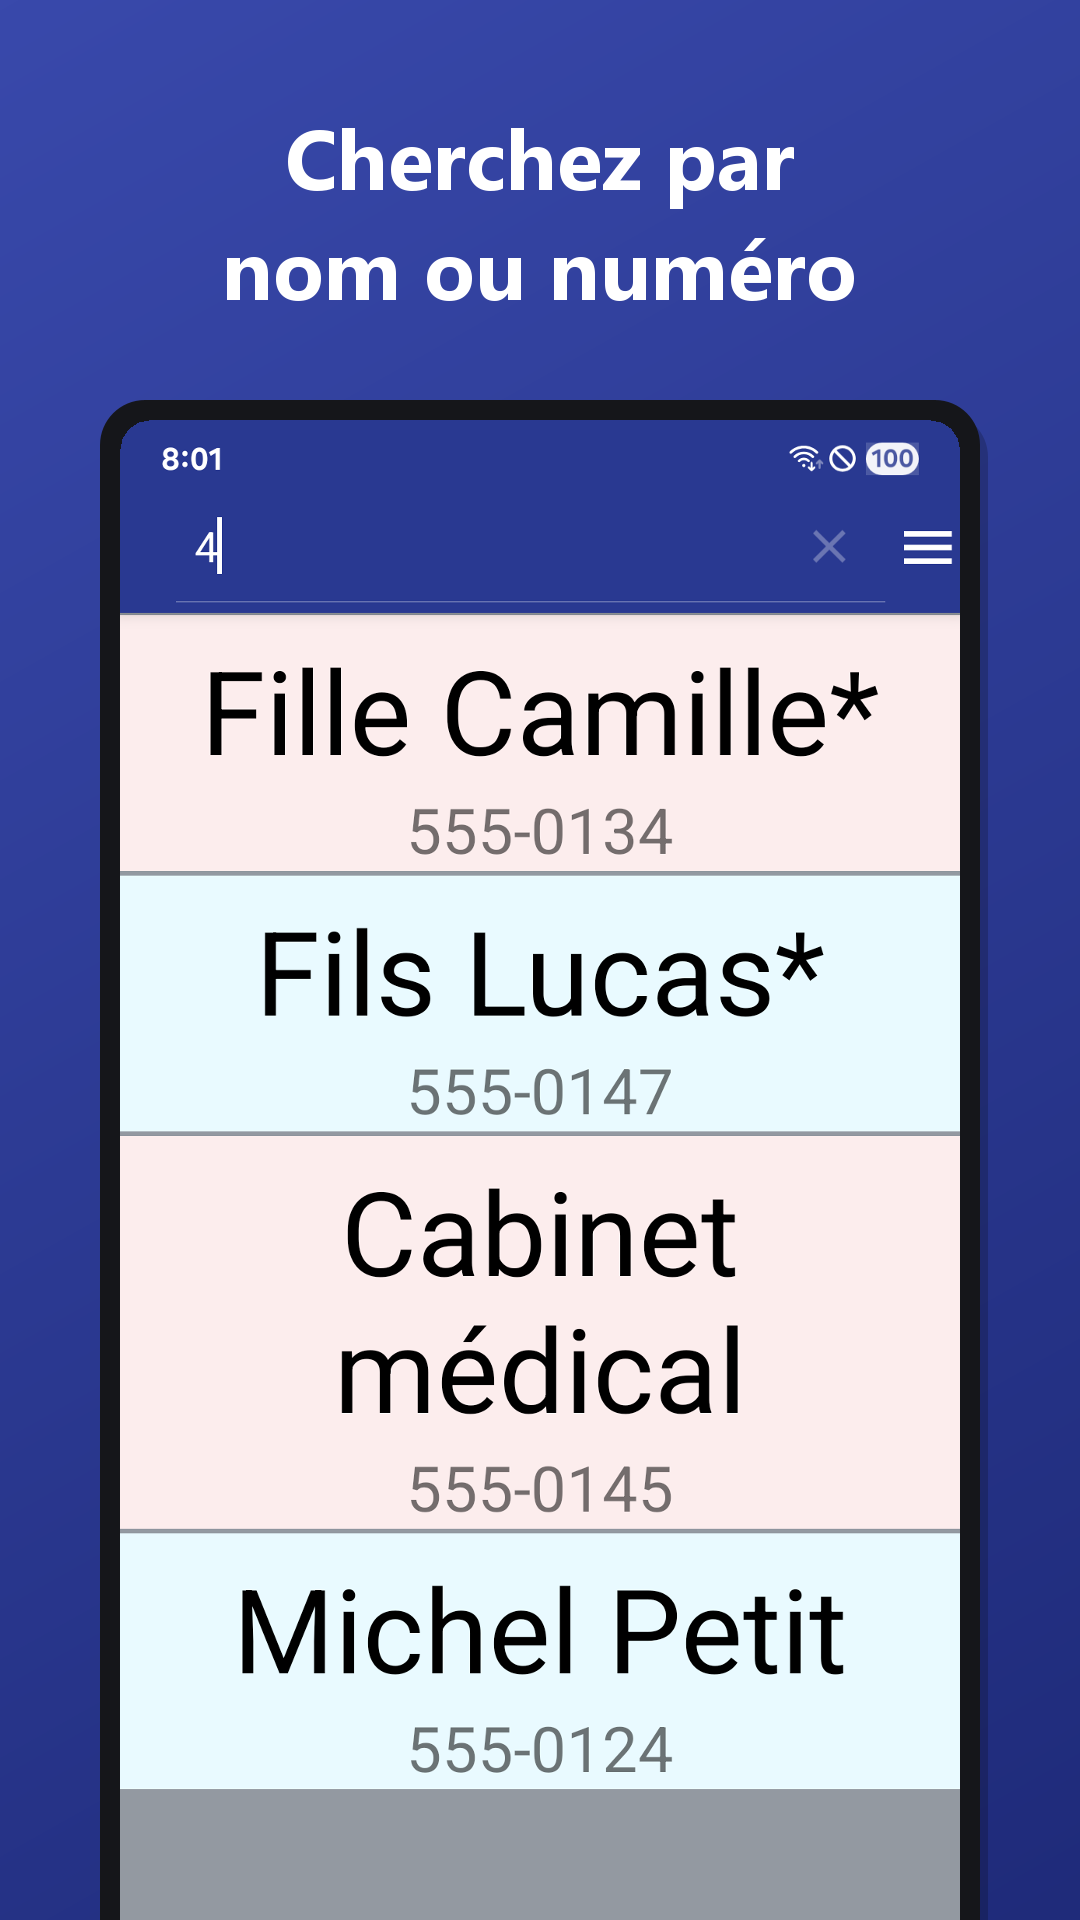 Cherchez par
nom ou numéro
8:01
100
4
Fille Camille*
555-0134
Fils Lucas*
555-0147
Cabinet
médical
555-0145
Michel Petit
555-0124